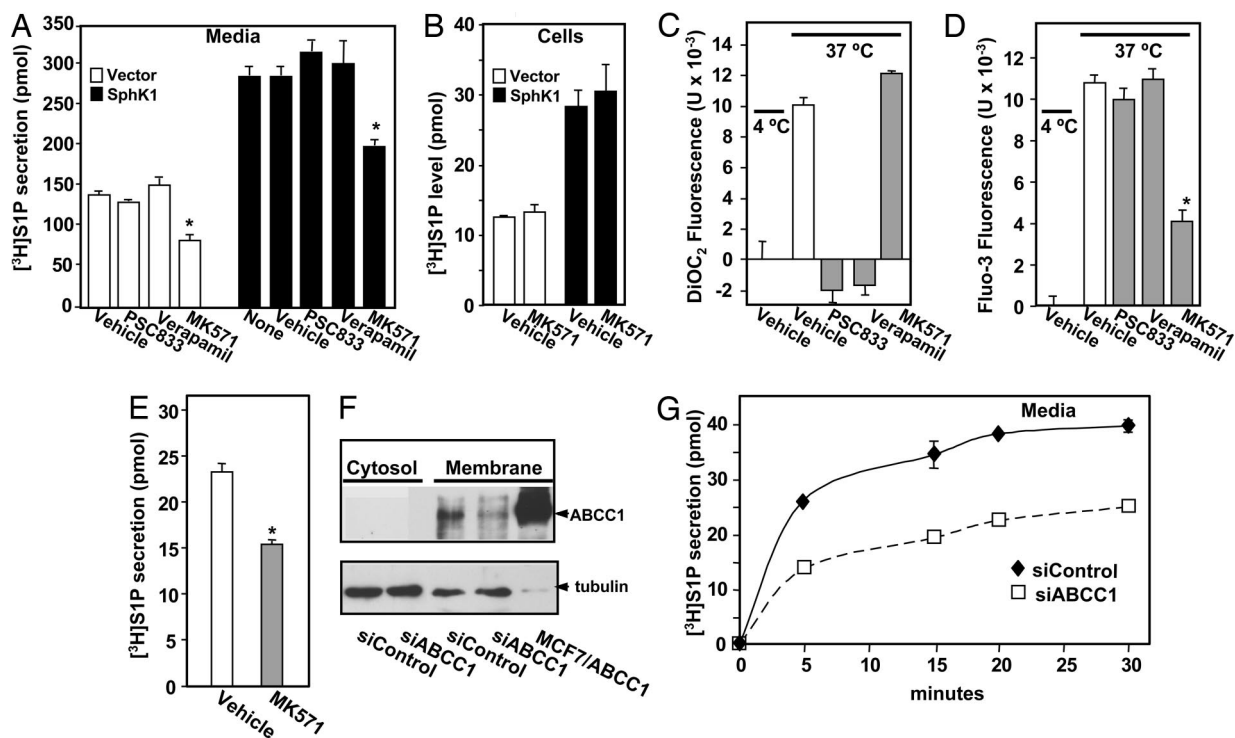 A
[³H]S1P secretion (pmol)
350
300
250
200
150
100
50
0
Media
Vector
SphK1
*
*
Vehicle
PSC833
Verapamil
MK571
None
Vehicle
PSC833
Verapamil
MK571
B
[³H]S1P level (pmol)
40
30
20
10
0
Cells
Vector
SphK1
Vehicle
MK571
Vehicle
MK571
C
DiOC₂ Fluorescence (U x 10⁻³)
14
12
10
8
6
4
2
0
-2
37 ºC
4 ºC
Vehicle
Vehicle
PSC833
Verapamil
MK571
D
Fluo-3 Fluorescence (U x 10⁻³)
12
10
8
6
4
2
0
37 ºC
4 ºC
*
Vehicle
Vehicle
PSC833
Verapamil
MK571
E
[³H]S1P secretion (pmol)
30
25
20
15
10
5
0
*
Vehicle
MK571
F
Cytosol
Membrane
ABCC1
tubulin
siControl
siABCC1
siControl
siABCC1
MCF7/ABCC1
G
[³H]S1P secretion (pmol)
40
30
20
10
0
Media
siControl
siABCC1
0 5 10 15 20 25 30
minutes